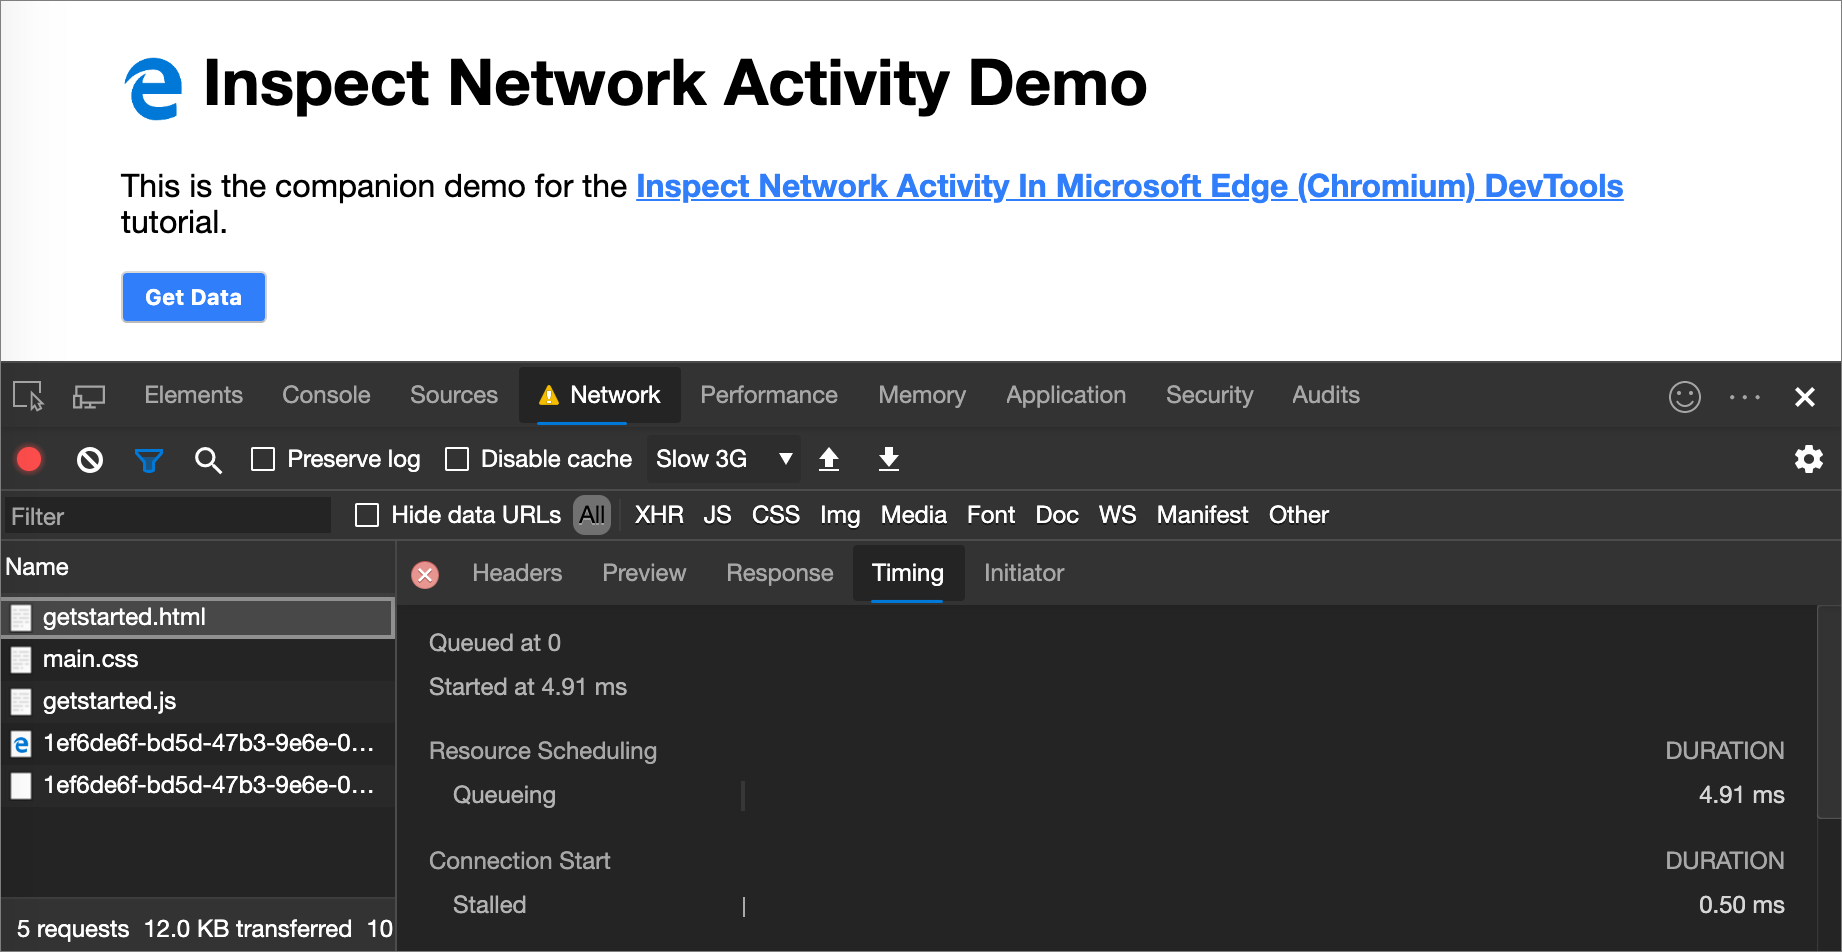 Inspect Network Activity Demo
This is the companion demo for the Inspect Network Activity In Microsoft Edge (Chromium) DevTools
tutorial.
Get Data
Elements Console Sources Network Performance Memory Application Security Audits
Preserve log Disable cache Slow 3G
Filter Hide data URLs All XHR JS CSS Img Media Font Doc WS Manifest Other
Name
Headers Preview Response Timing Initiator
getstarted.html
main.css
getstarted.js
1ef6de6f-bd5d-47b3-9e6e-0...
1ef6de6f-bd5d-47b3-9e6e-0...
5 requests 12.0 KB transferred 10
Queued at 0
Started at 4.91 ms
Resource Scheduling DURATION
Queueing 4.91 ms
Connection Start DURATION
Stalled 0.50 ms